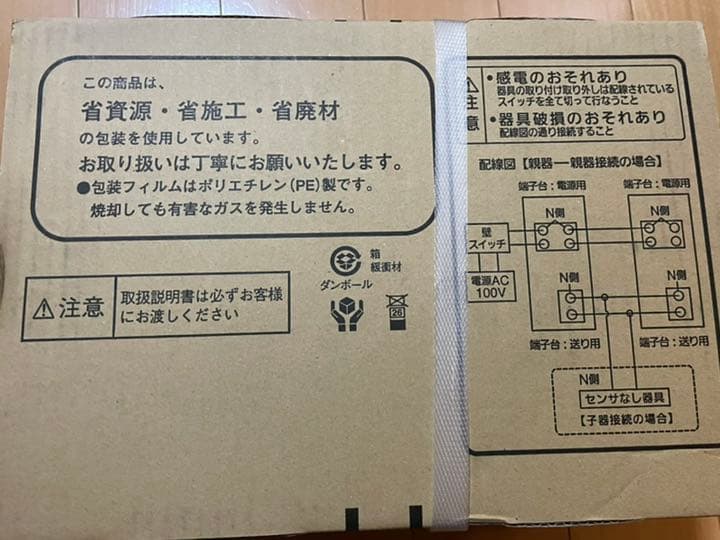 この商品は、
省資源・省施工・省廃材
の包装を使用しています。
お取り扱いは丁寧にお願いいたします。
●包装フィルムはポリエチレン(PE)製です。
焼却しても有害なガスを発生しません。
注意
取扱説明書は必ずお客様
にお渡しください
箱
緩衝材
ダンボール
26
注意
・感電のおそれあり
器具の取り付け取り外しは配線されている
スイッチを全て切って行なうこと
・器具破損のおそれあり
配線図の通り接続すること
配線図【親器ー親器接続の場合】
端子台:電源用
端子台:電源用
N側
N側
壁
スイッチ
電源AC
100V
N側
N側
端子台:送り用
端子台:送り用
N側
センサなし器具
【子器接続の場合】